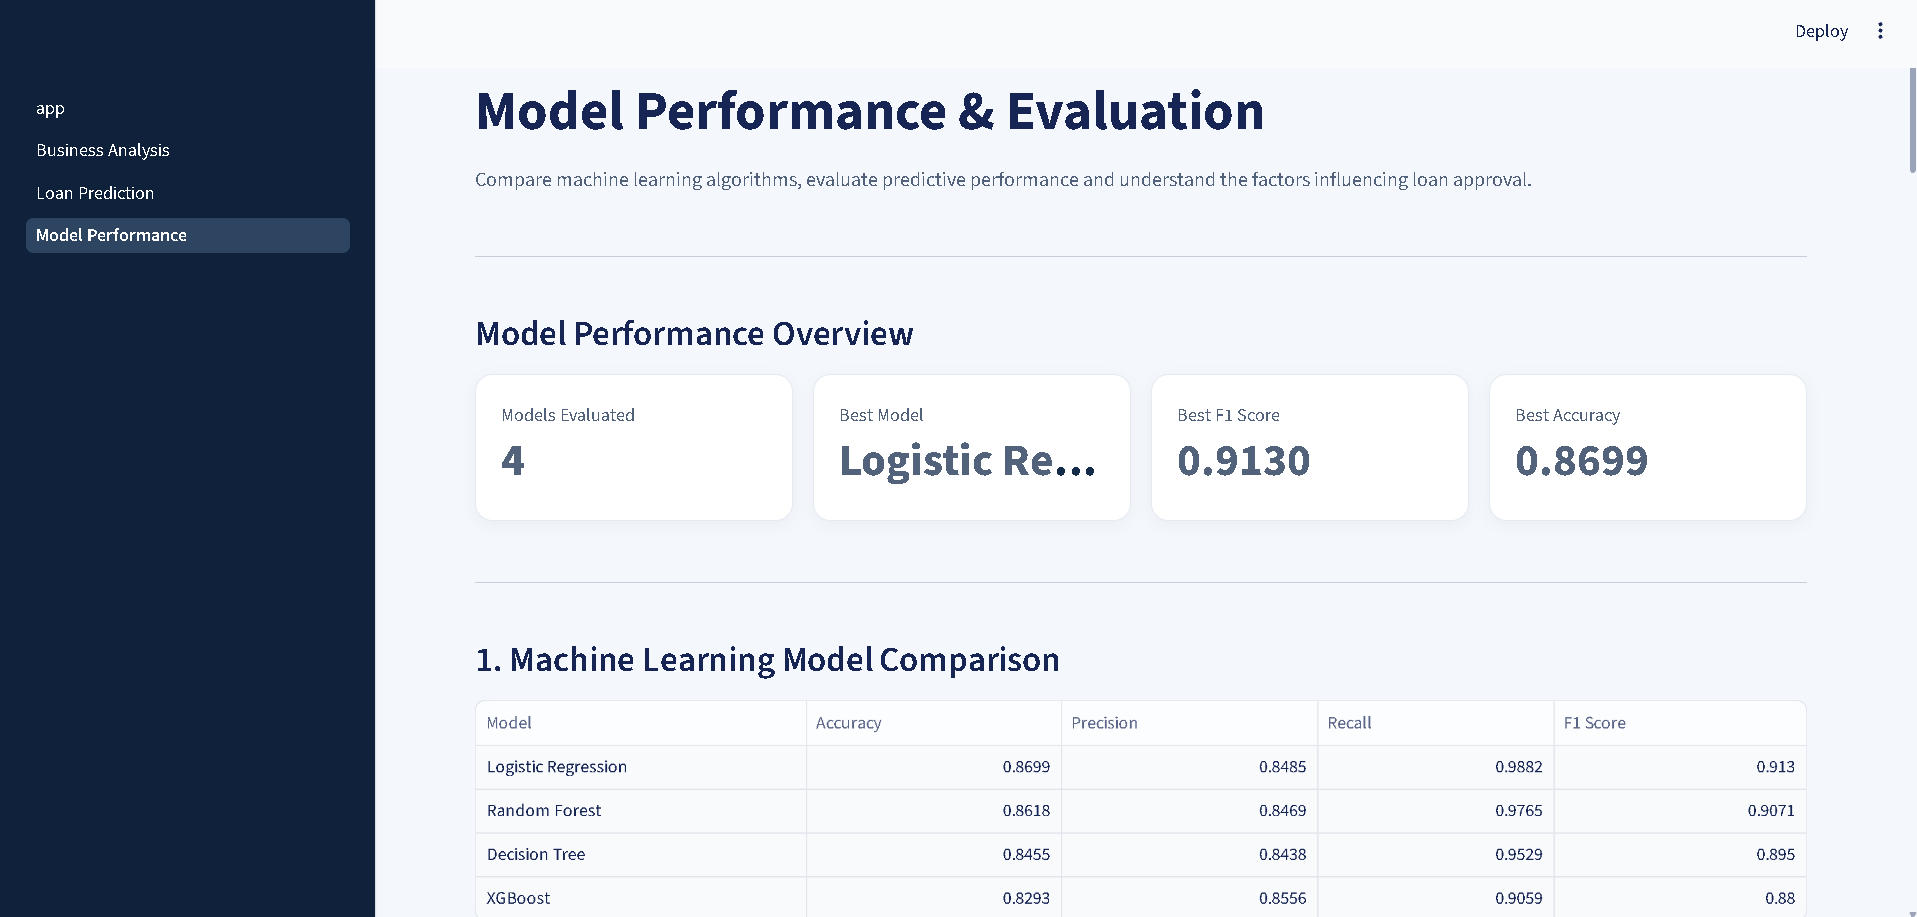 Deploy
app
Business Analysis
Loan Prediction
Model Performance
Model Performance & Evaluation
Compare machine learning algorithms, evaluate predictive performance and understand the factors influencing loan approval.
Model Performance Overview
Models Evaluated
4
Best Model
Logistic Re...
Best F1 Score
0.9130
Best Accuracy
0.8699
1. Machine Learning Model Comparison
Model Accuracy Precision Recall F1 Score
Logistic Regression 0.8699 0.8485 0.9882 0.913
Random Forest 0.8618 0.8469 0.9765 0.9071
Decision Tree 0.8455 0.8438 0.9529 0.895
XGBoost 0.8293 0.8556 0.9059 0.88